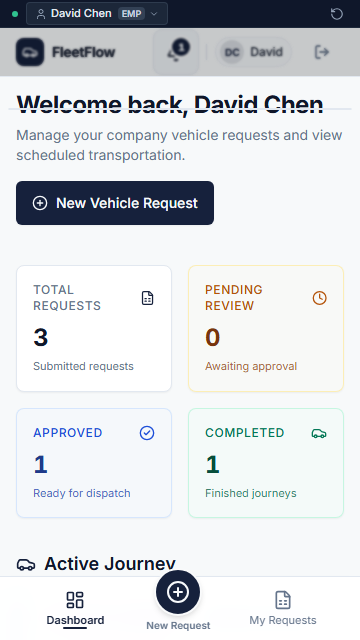 David Chen EMP
FleetFlow
1
DC David
Welcome back, David Chen
Manage your company vehicle requests and view
scheduled transportation.
New Vehicle Request
TOTAL
REQUESTS
3
Submitted requests
PENDING
REVIEW
0
Awaiting approval
APPROVED
1
Ready for dispatch
COMPLETED
1
Finished journeys
Active Journey
Dashboard
New Request
My Requests